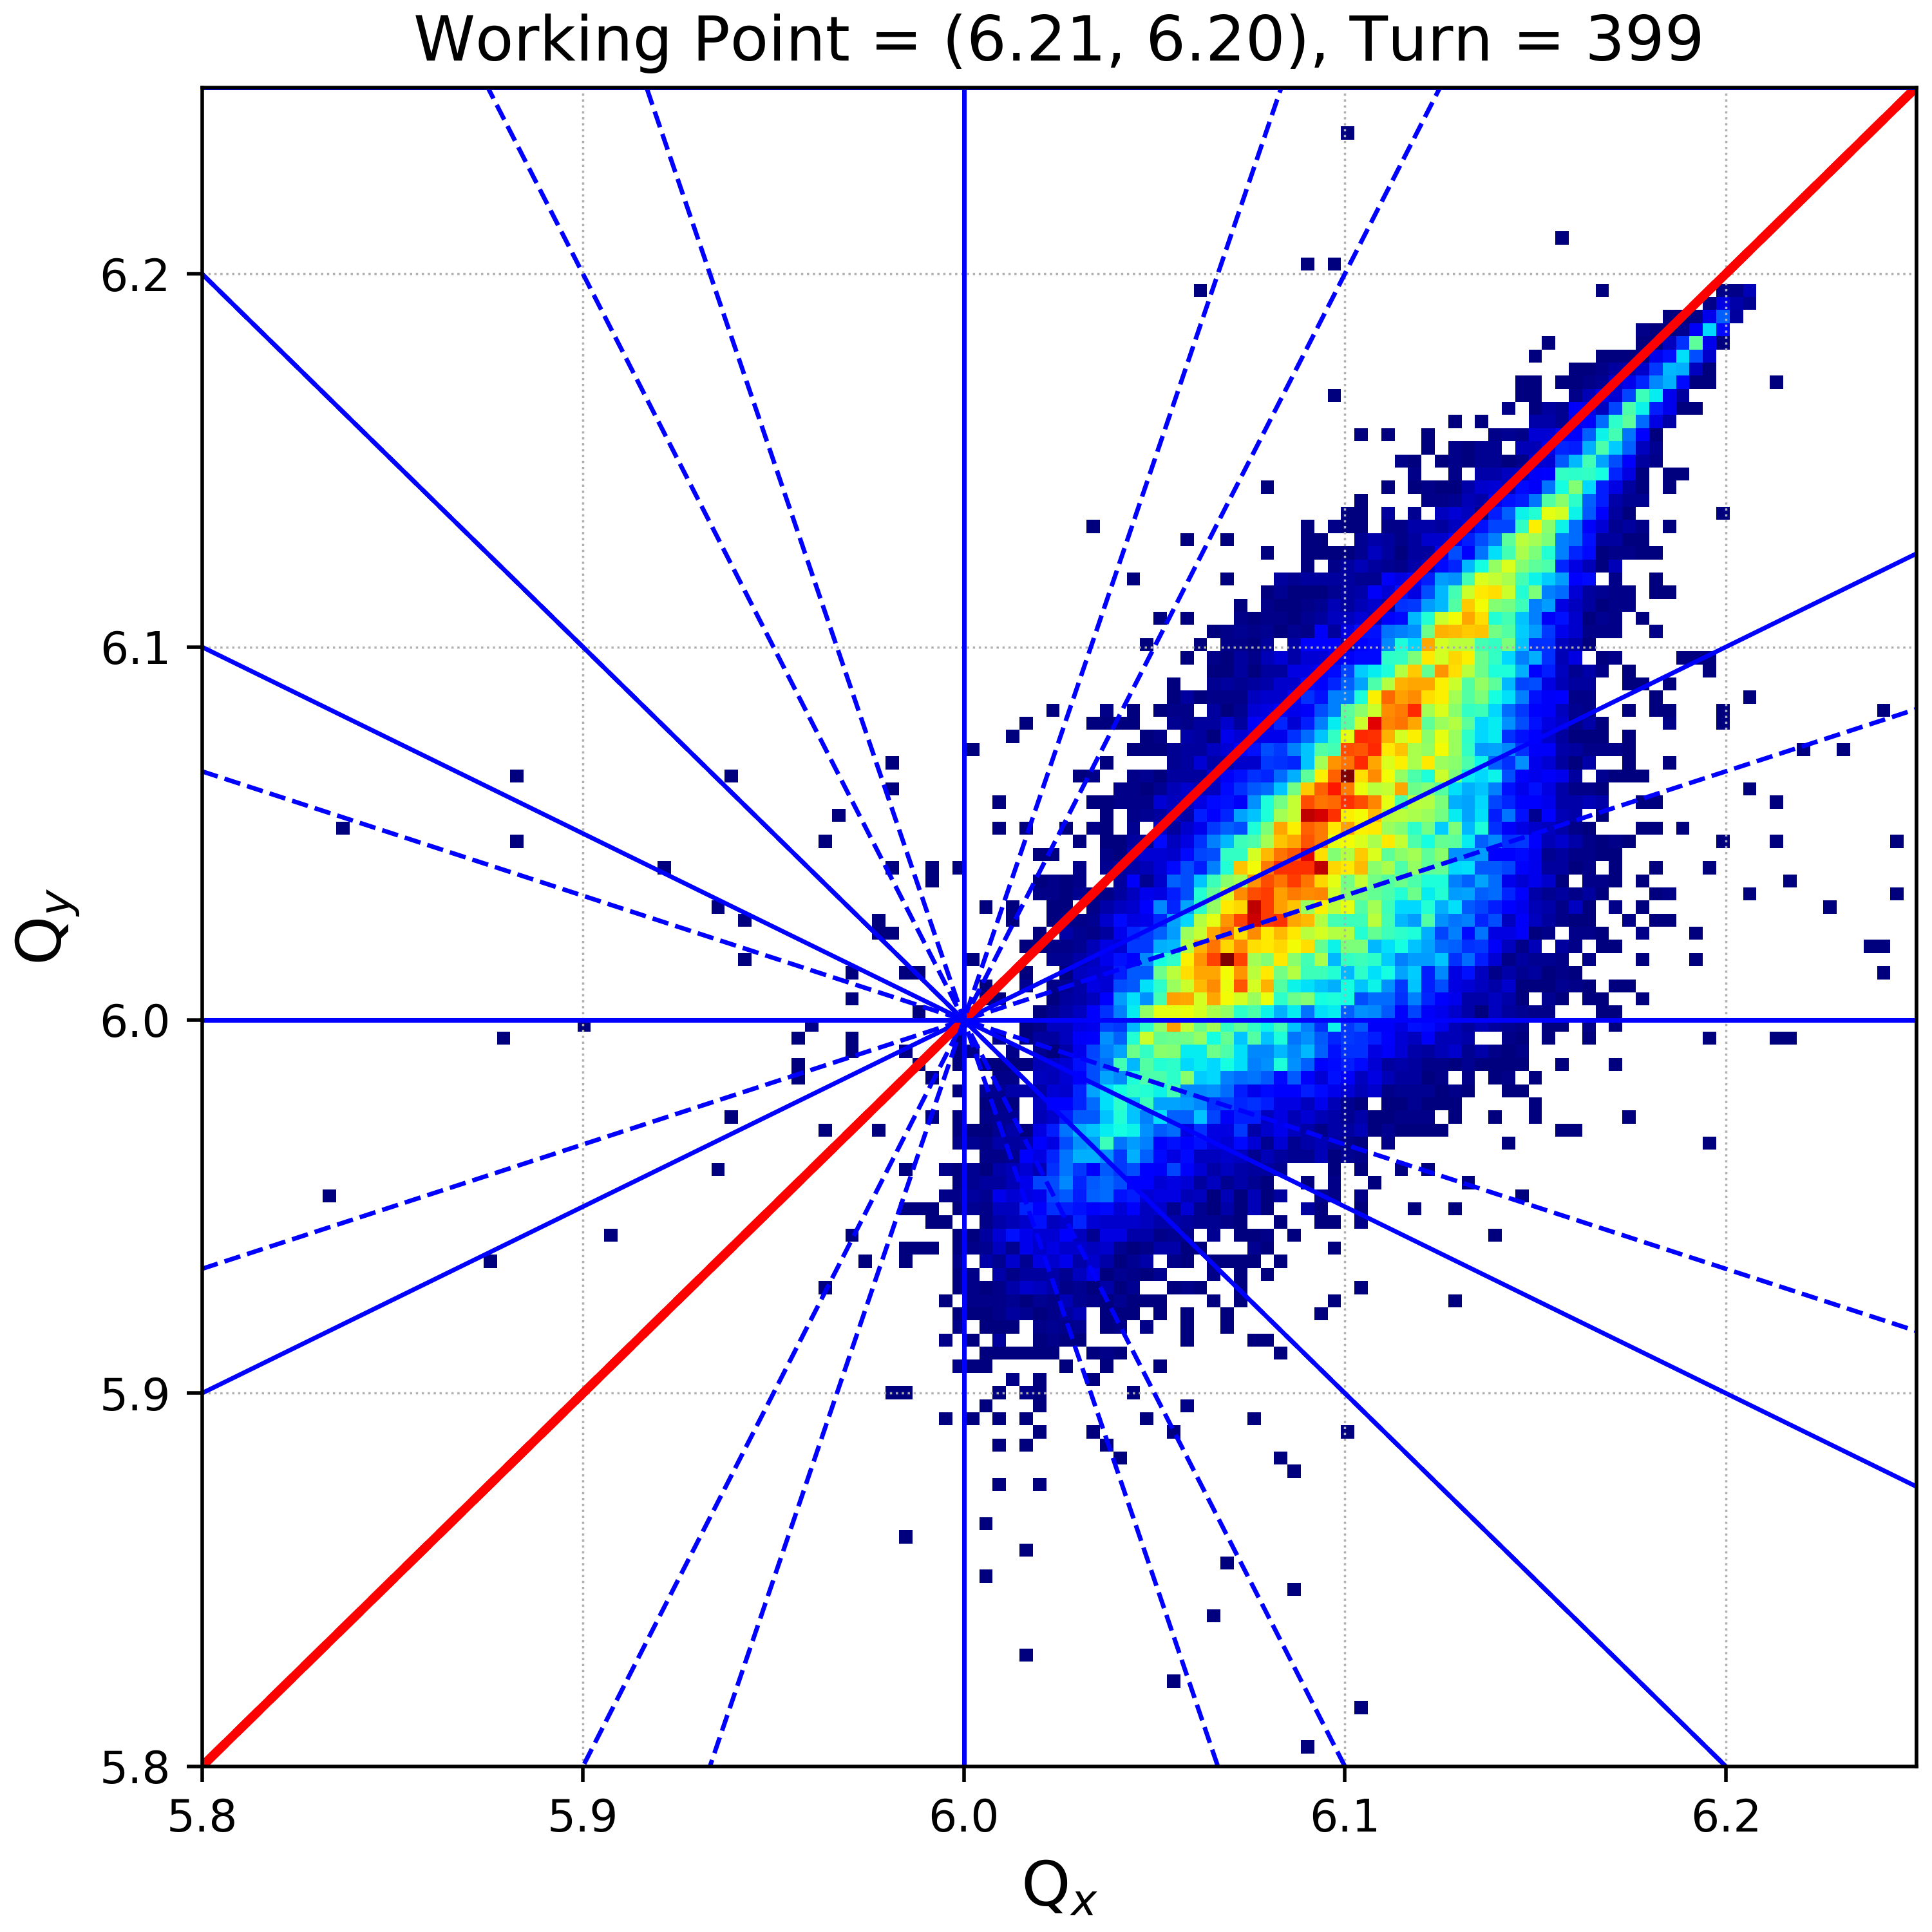 Working Point = (6.21, 6.20), Turn = 399
6.2
6.1
6.0
5.9
5.8
Qy
5.8 5.9 6.0 6.1 6.2
Qx